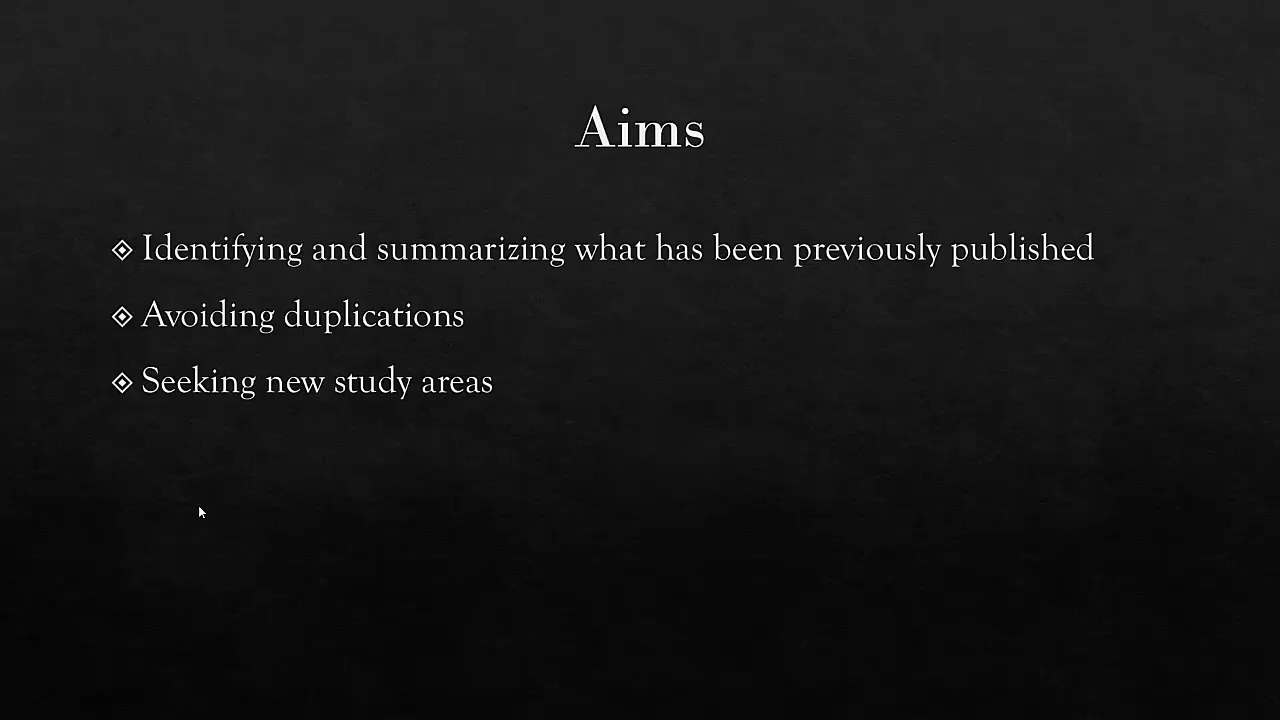 Aims
Identifying and summarizing what has been previously published
Avoiding duplications
Seeking new study areas